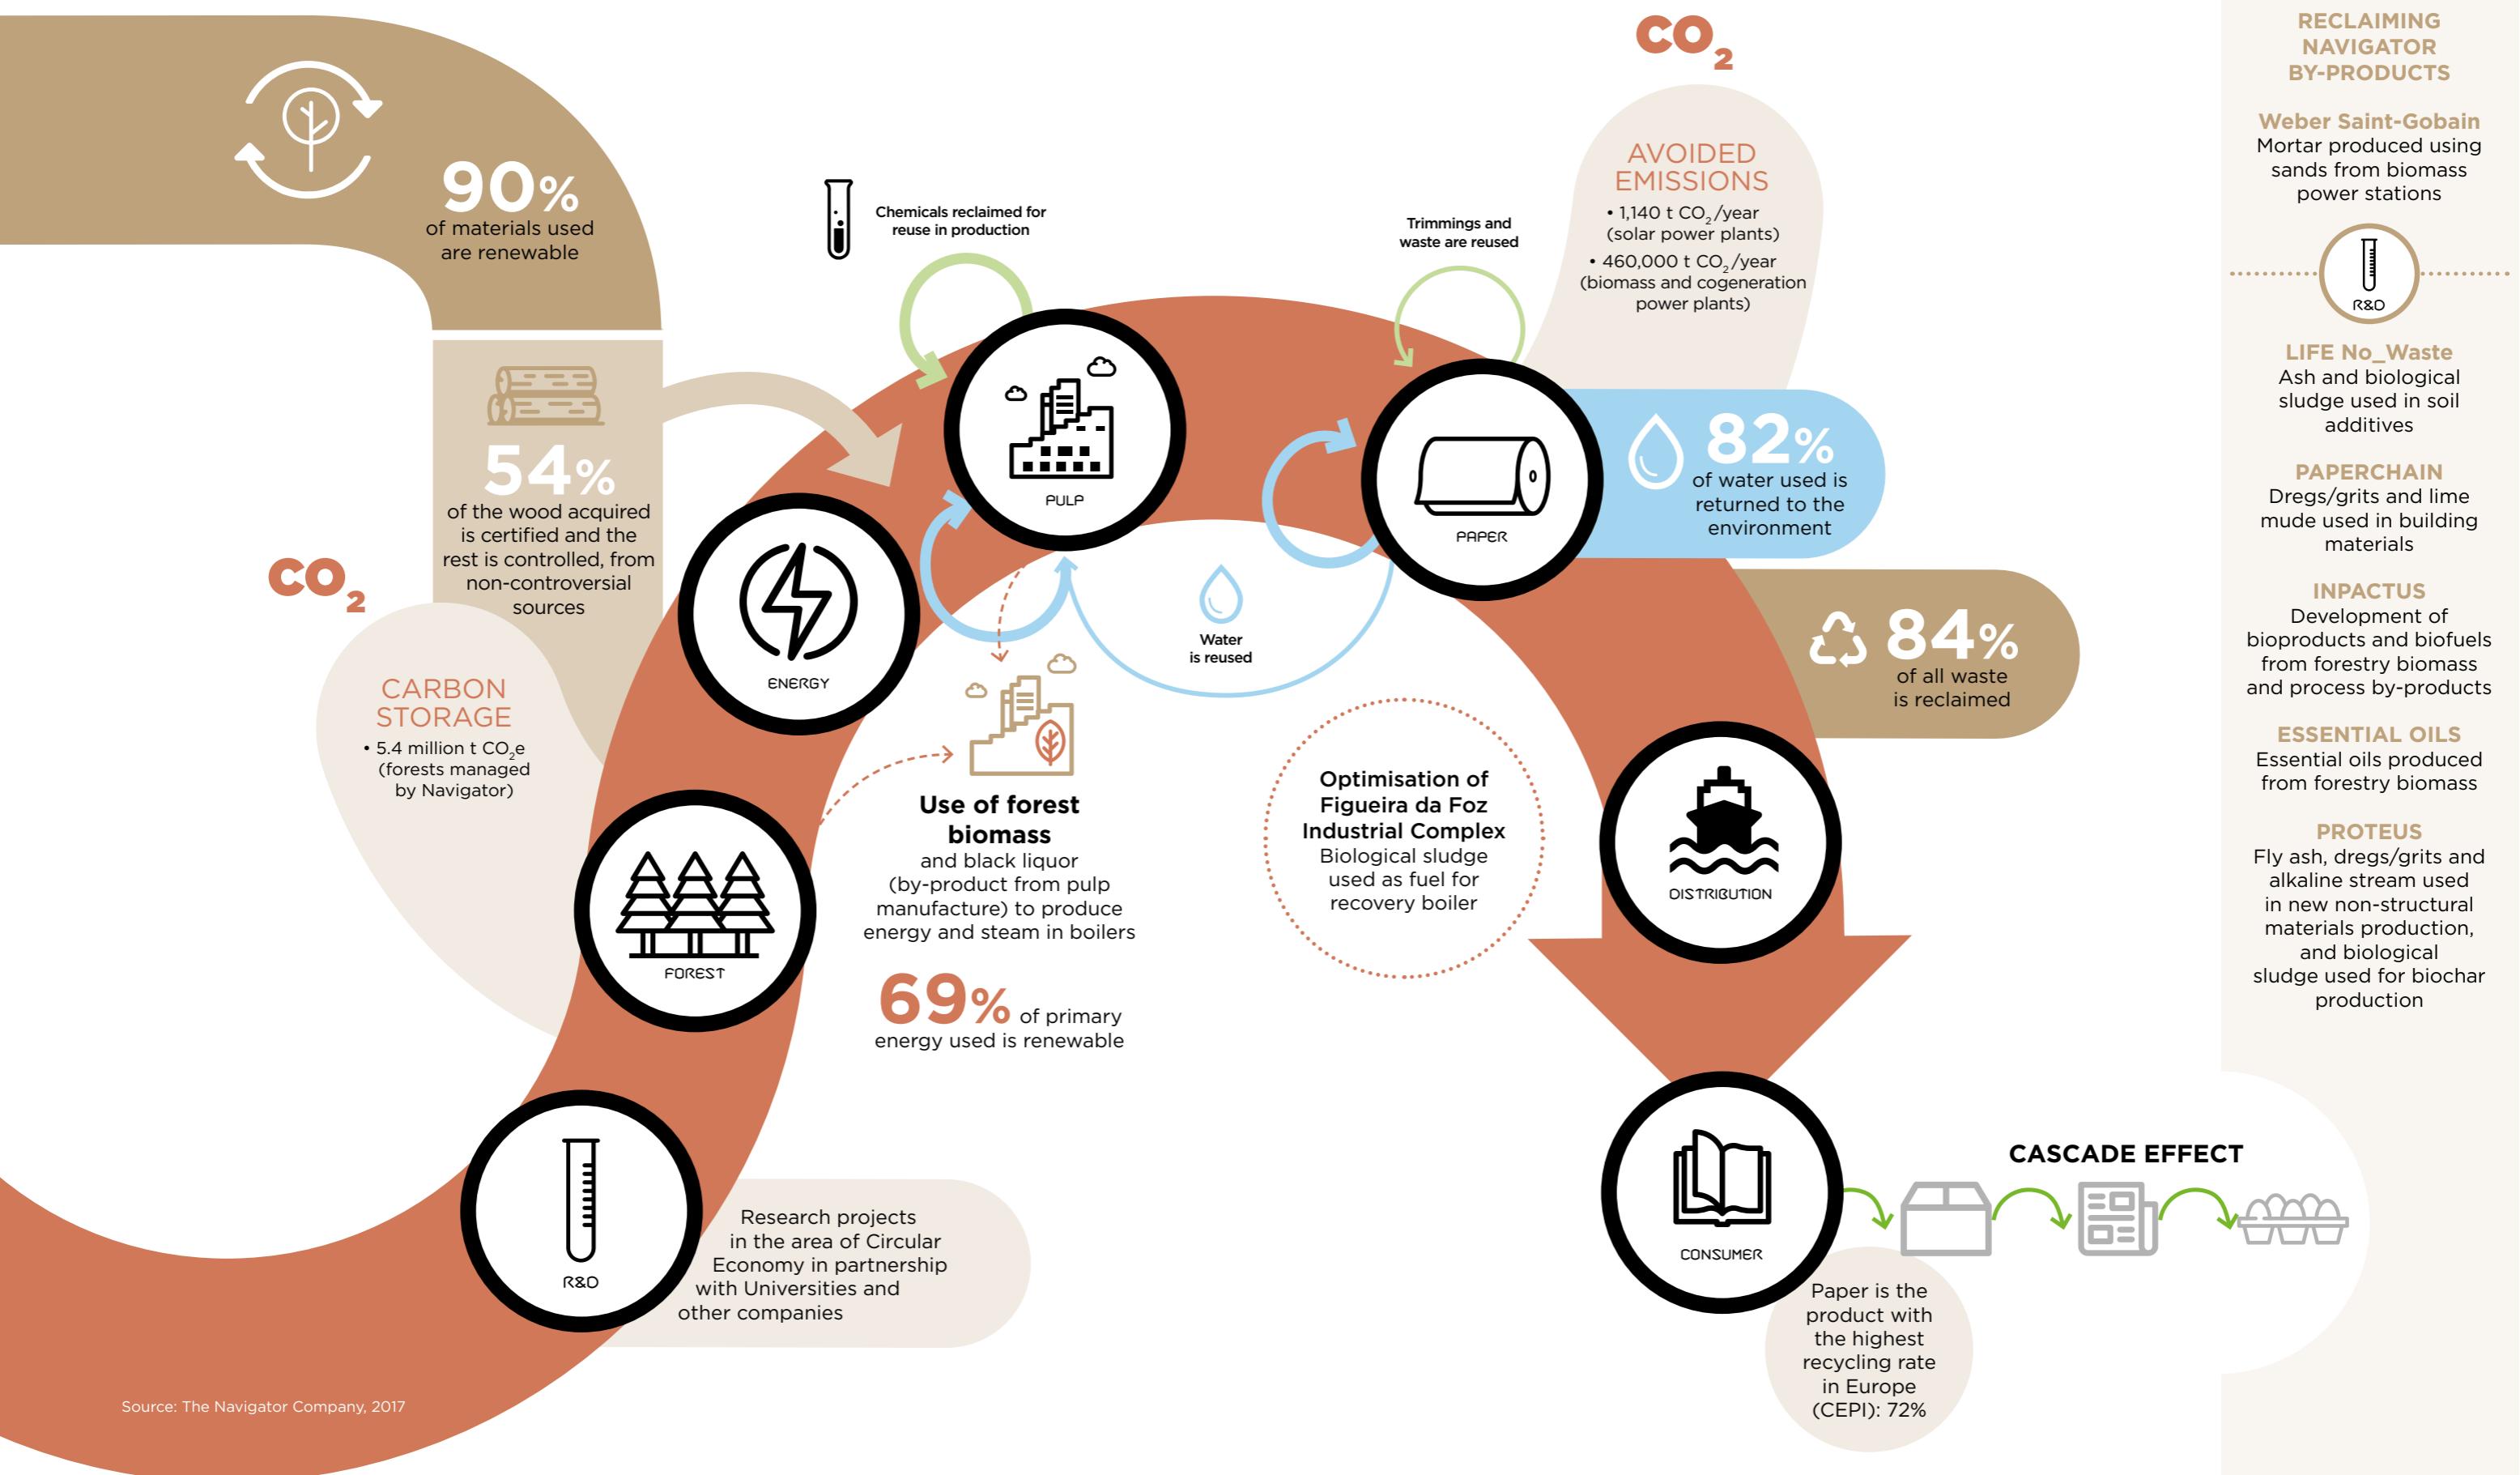 90%
of materials used
are renewable
54%
of the wood acquired
is certified and the
rest is controlled, from
non-controversial
sources
CO2
CARBON
STORAGE
• 5.4 million t CO2e
(forests managed
by Navigator)
Chemicals reclaimed for
reuse in production
PULP
ENERGY
FOREST
R&D
Research projects
in the area of Circular
Economy in partnership
with Universities and
other companies
Use of forest
biomass
and black liquor
(by-product from pulp
manufacture) to produce
energy and steam in boilers
69% of primary
energy used is renewable
Water
is reused
Trimmings and
waste are reused
PAPER
CO2
AVOIDED
EMISSIONS
• 1,140 t CO2/year
(solar power plants)
• 460,000 t CO2/year
(biomass and cogeneration
power plants)
82%
of water used is
returned to the
environment
84%
of all waste
is reclaimed
Optimisation of
Figueira da Foz
Industrial Complex
Biological sludge
used as fuel for
recovery boiler
DISTRIBUTION
CONSUMER
CASCADE EFFECT
Paper is the
product with
the highest
recycling rate
in Europe
(CEPI): 72%
RECLAIMING
NAVIGATOR
BY-PRODUCTS
Weber Saint-Gobain
Mortar produced using
sands from biomass
power stations
R&D
LIFE No_Waste
Ash and biological
sludge used in soil
additives
PAPERCHAIN
Dregs/grits and lime
mude used in building
materials
INPACTUS
Development of
bioproducts and biofuels
from forestry biomass
and process by-products
ESSENTIAL OILS
Essential oils produced
from forestry biomass
PROTEUS
Fly ash, dregs/grits and
alkaline stream used
in new non-structural
materials production,
and biological
sludge used for biochar
production
Source: The Navigator Company, 2017